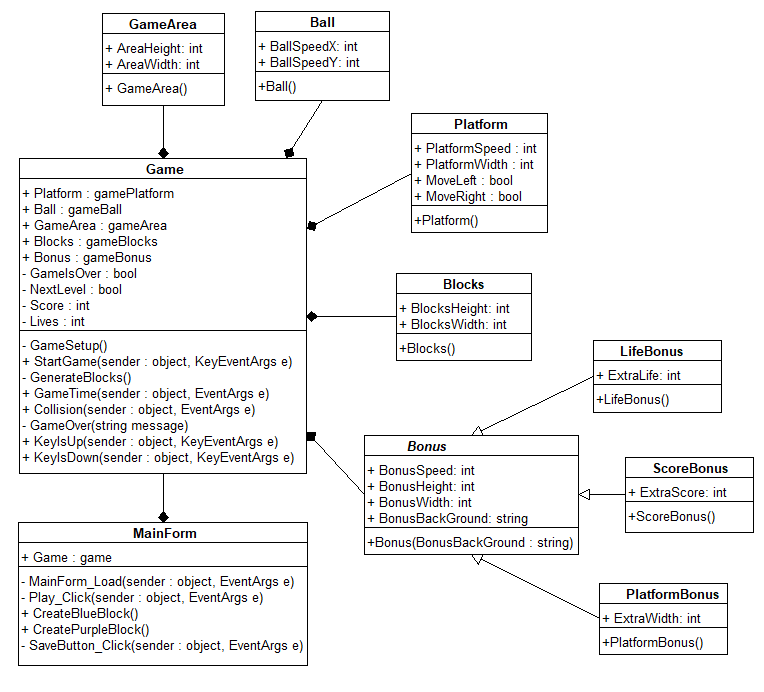 GameArea
+ AreaHeight: int
+ AreaWidth: int
+ GameArea()
Ball
+ BallSpeedX: int
+ BallSpeedY: int
+Ball()
Platform
+ PlatformSpeed : int
+ PlatformWidth : int
+ MoveLeft : bool
+ MoveRight : bool
+Platform()
Game
+ Platform : gamePlatform
+ Ball : gameBall
+ GameArea : gameArea
+ Blocks : gameBlocks
+ Bonus : gameBonus
- GameIsOver : bool
- NextLevel : bool
- Score : int
- Lives : int
- GameSetup()
+ StartGame(sender : object, KeyEventArgs e)
- GenerateBlocks()
+ GameTime(sender : object, EventArgs e)
+ Collision(sender : object, EventArgs e)
- GameOver(string message)
+ KeyIsUp(sender : object, KeyEventArgs e)
+ KeyIsDown(sender : object, KeyEventArgs e)
Blocks
+ BlocksHeight: int
+ BlocksWidth: int
+Blocks()
LifeBonus
+ ExtraLife: int
+LifeBonus()
Bonus
+ BonusSpeed: int
+ BonusHeight: int
+ BonusWidth: int
+ BonusBackGround: string
+Bonus(BonusBackGround : string)
ScoreBonus
+ ExtraScore: int
+ScoreBonus()
MainForm
+ Game : game
- MainForm_Load(sender : object, EventArgs e)
- Play_Click(sender : object, EventArgs e)
+ CreateBlueBlock()
+ CreatePurpleBlock()
- SaveButton_Click(sender : object, EventArgs e)
PlatformBonus
+ ExtraWidth: int
+PlatformBonus()